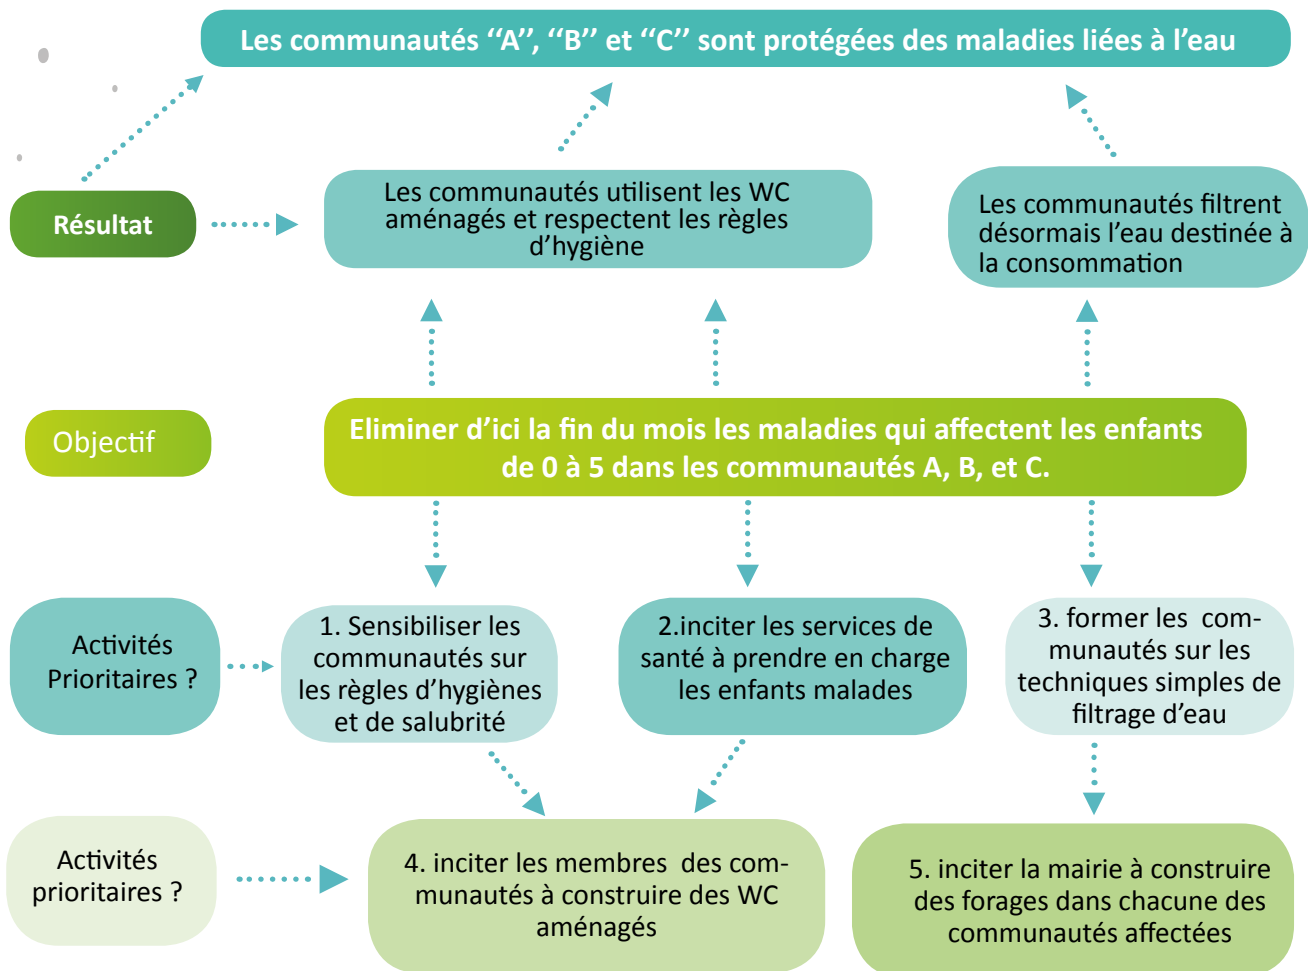 Les communautés ‘‘A’’, ‘‘B’’ et ‘‘C’’ sont protégées des maladies liées à l’eau
Résultat
Les communautés utilisent les WC
aménagés et respectent les règles
d’hygiène
Les communautés filtrent
désormais l’eau destinée à
la consommation
Objectif
Eliminer d’ici la fin du mois les maladies qui affectent les enfants
de 0 à 5 dans les communautés A, B, et C.
Activités
Prioritaires ?
1. Sensibiliser les
communautés sur
les règles d’hygiènes
et de salubrité
2.inciter les services de
santé à prendre en charge
les enfants malades
3. former les com-
munautés sur les
techniques simples de
filtrage d’eau
Activités
prioritaires ?
4. inciter les membres des com-
munautés à construire des WC
aménagés
5. inciter la mairie à construire
des forages dans chacune des
communautés affectées